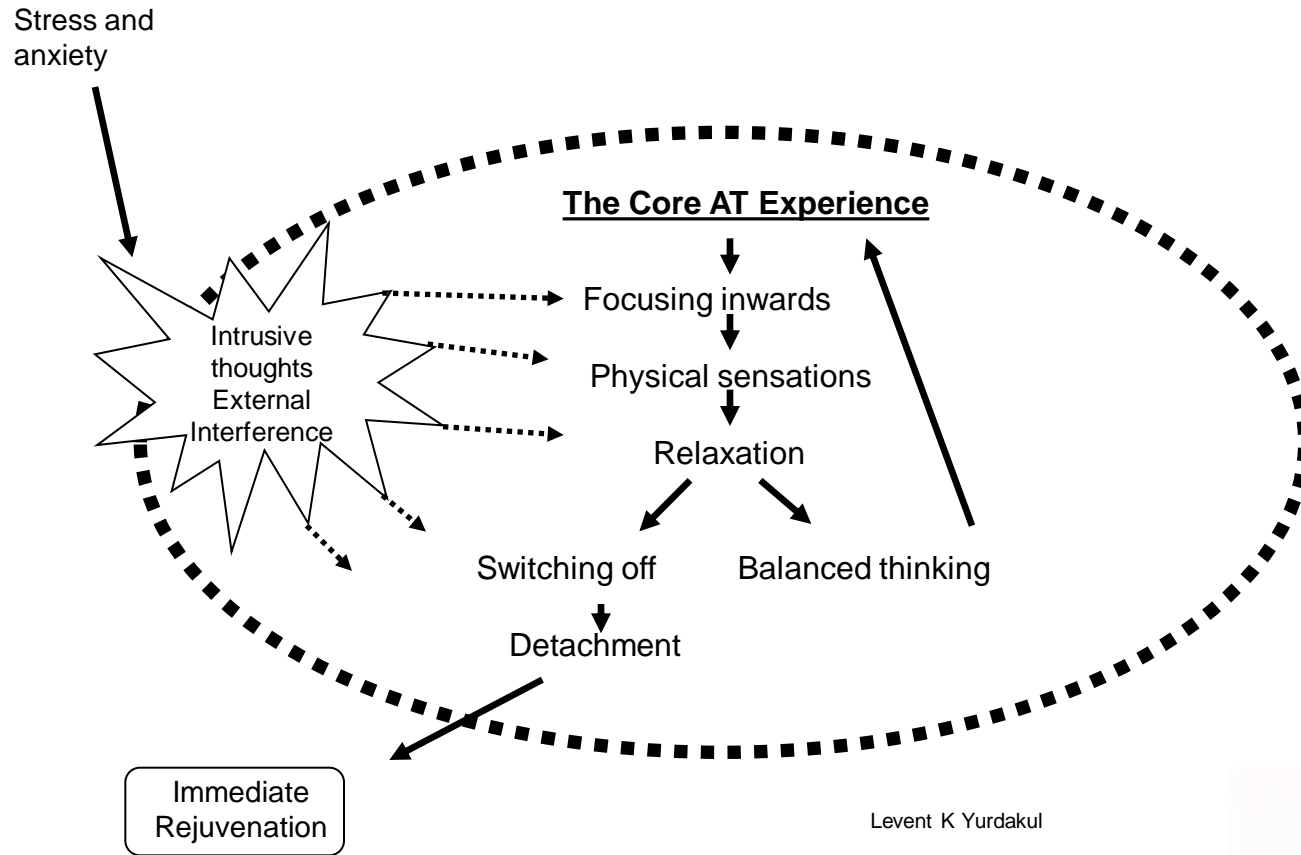 Stress and
anxiety
The Core AT Experience
Focusing inwards
Intrusive
thoughts
External
Interference
Physical sensations
Relaxation
Switching off
Balanced thinking
Detachment
Immediate
Rejuvenation
Levent K Yurdakul